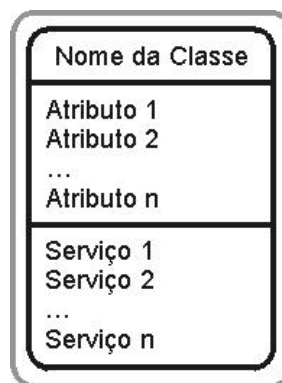 Nome da Classe
Atributo 1
Atributo 2
...
Atributo n
Serviço 1
Serviço 2
...
Serviço n